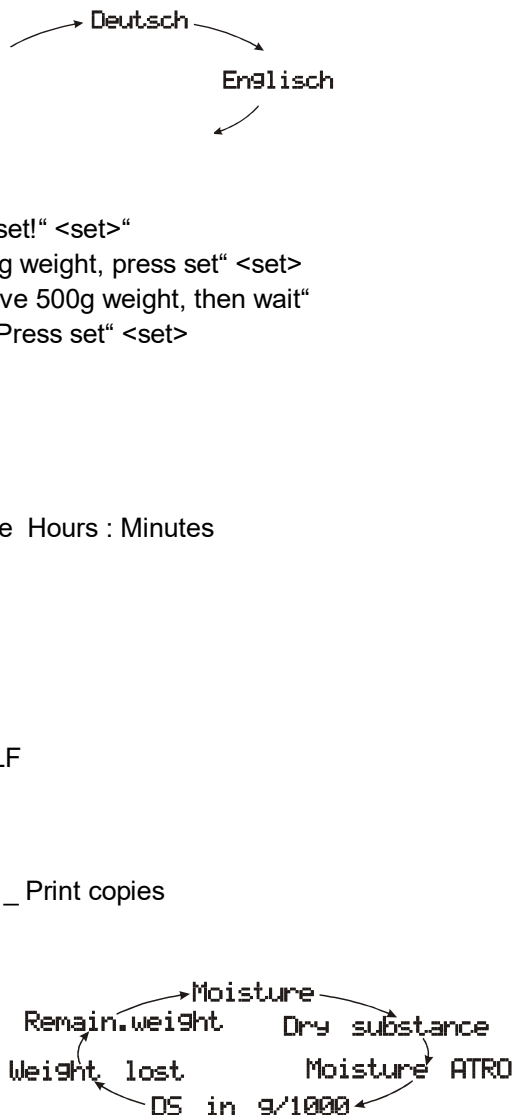 Deutsch
Englisch
set!“ <set>“
g weight, press set“ <set>
ve 500g weight, then wait“
Press set“ <set>
e Hours : Minutes
LF
_ Print copies
Moisture
Remain.weight Dry substance
Weight lost Moisture ATRO
DS in g/1000